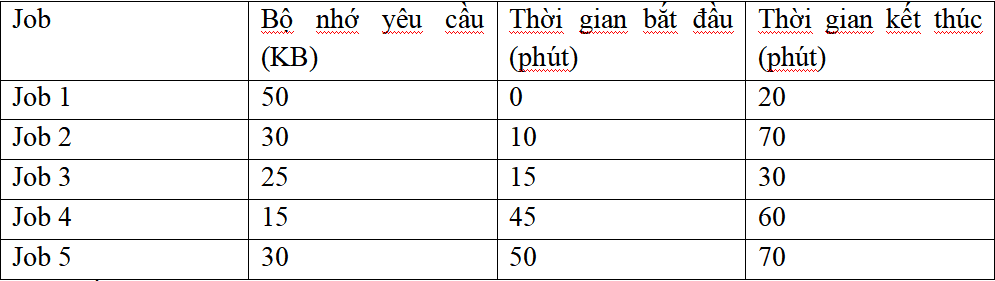 Job Bộ nhớ yêu cầu Thời gian bắt đầu Thời gian kết thúc
(KB) (phút) (phút)
Job 1 50 0 20
Job 2 30 10 70
Job 3 25 15 30
Job 4 15 45 60
Job 5 30 50 70